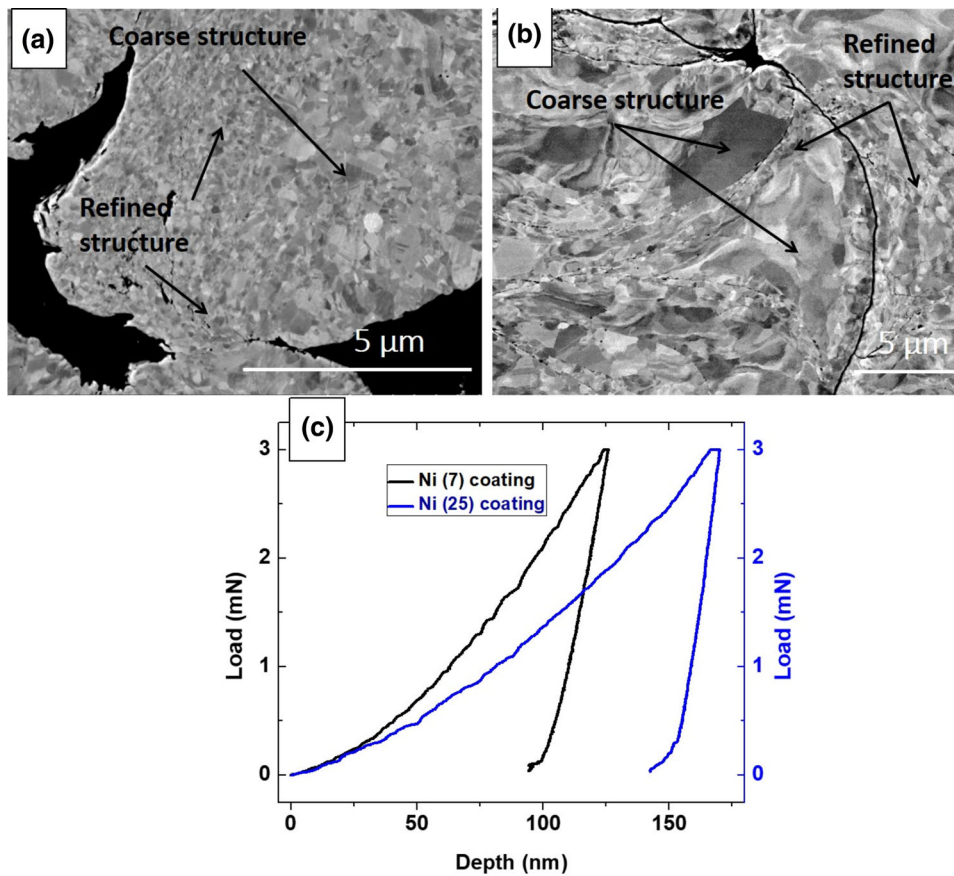 (a)
Coarse structure
Refined
structure
5 μm
(b)
Refined
structure
Coarse structure
5 μm
(c)
Ni (7) coating
Ni (25) coating
Load (mN)
3
2
1
0
3
2
1
0
Load (mN)
0 50 100 150
Depth (nm)